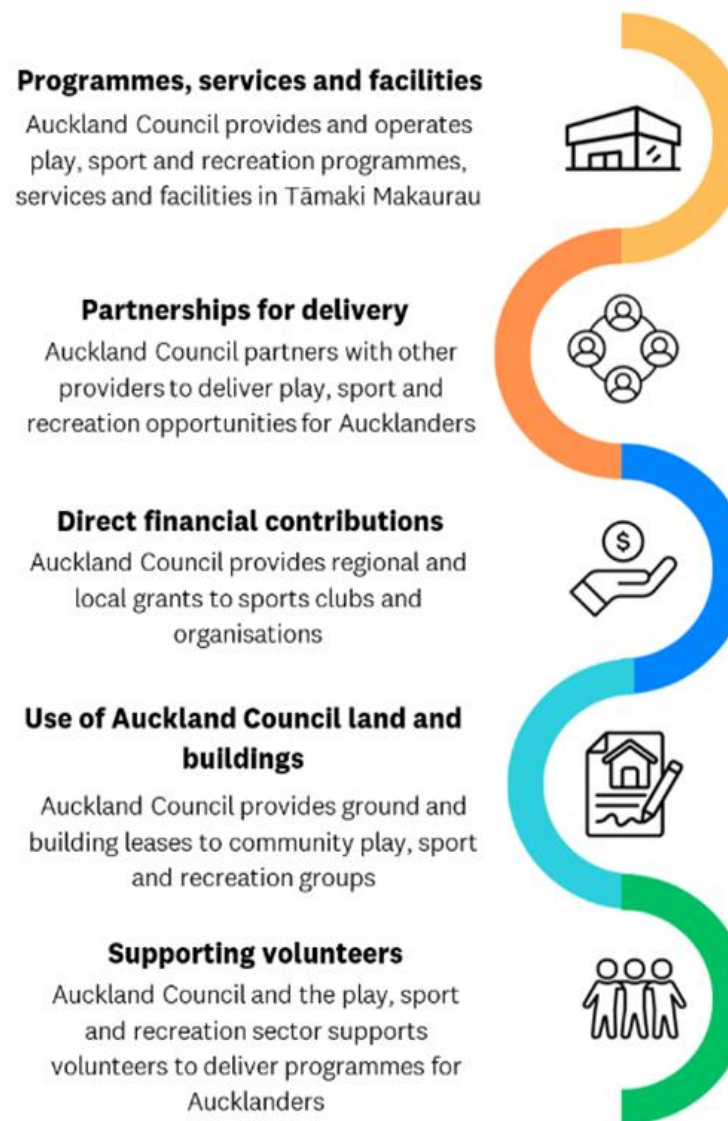 Programmes, services and facilities
Auckland Council provides and operates
play, sport and recreation programmes,
services and facilities in Tāmaki Makaurau
Partnerships for delivery
Auckland Council partners with other
providers to deliver play, sport and
recreation opportunities for Aucklanders
Direct financial contributions
$
Auckland Council provides regional and
local grants to sports clubs and
organisations
Use of Auckland Council land and
buildings
Auckland Council provides ground and
building leases to community play, sport
and recreation groups
Supporting volunteers
Auckland Council and the play, sport
and recreation sector supports
volunteers to deliver programmes for
Aucklanders